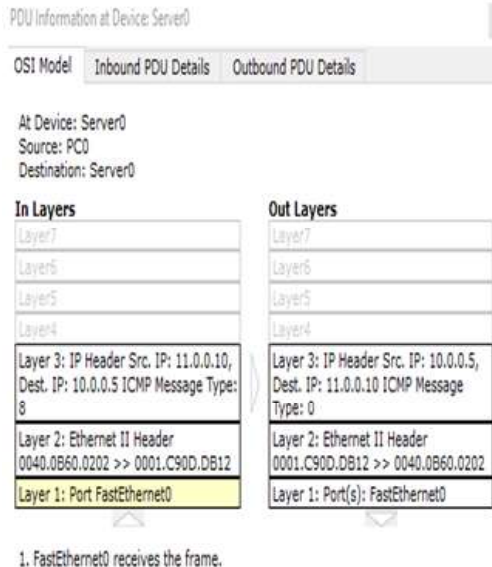 PDU Information at Device: Server0
OSI Model Inbound PDU Details Outbound PDU Details
At Device: Server0
Source: PC0
Destination: Server0
In Layers
Layer7
Layer6
Layer5
Layer4
Layer 3: IP Header Src. IP: 11.0.0.10,
Dest. IP: 10.0.0.5 ICMP Message Type:
8
Layer 2: Ethernet II Header
0040.0B60.0202 >> 0001.C90D.DB12
Layer 1: Port FastEthernet0
Out Layers
Layer7
Layer6
Layer5
Layer4
Layer 3: IP Header Src. IP: 10.0.0.5,
Dest. IP: 11.0.0.10 ICMP Message
Type: 0
Layer 2: Ethernet II Header
0001.C90D.DB12 >> 0040.0B60.0202
Layer 1: Port(s): FastEthernet0
1. FastEthernet0 receives the frame.